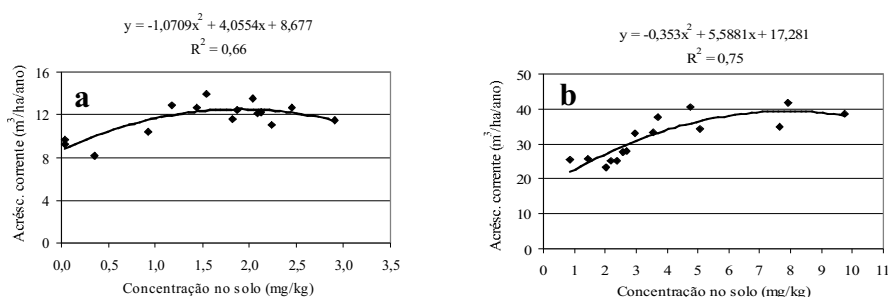 y = -1,0709x² + 4,0554x + 8,677
R² = 0,66
16
12
8
4
0
a
Acrésc. corrente (m³/ha/ano)
0,0 0,5 1,0 1,5 2,0 2,5 3,0 3,5
Concentração no solo (mg/kg)
y = -0,353x² + 5,5881x + 17,281
R² = 0,75
50
40
30
20
10
0
b
Acrésc. corrente (m³/ha/ano)
0 1 2 3 4 5 6 7 8 9 10 11
Concentração no solo (mg/kg)